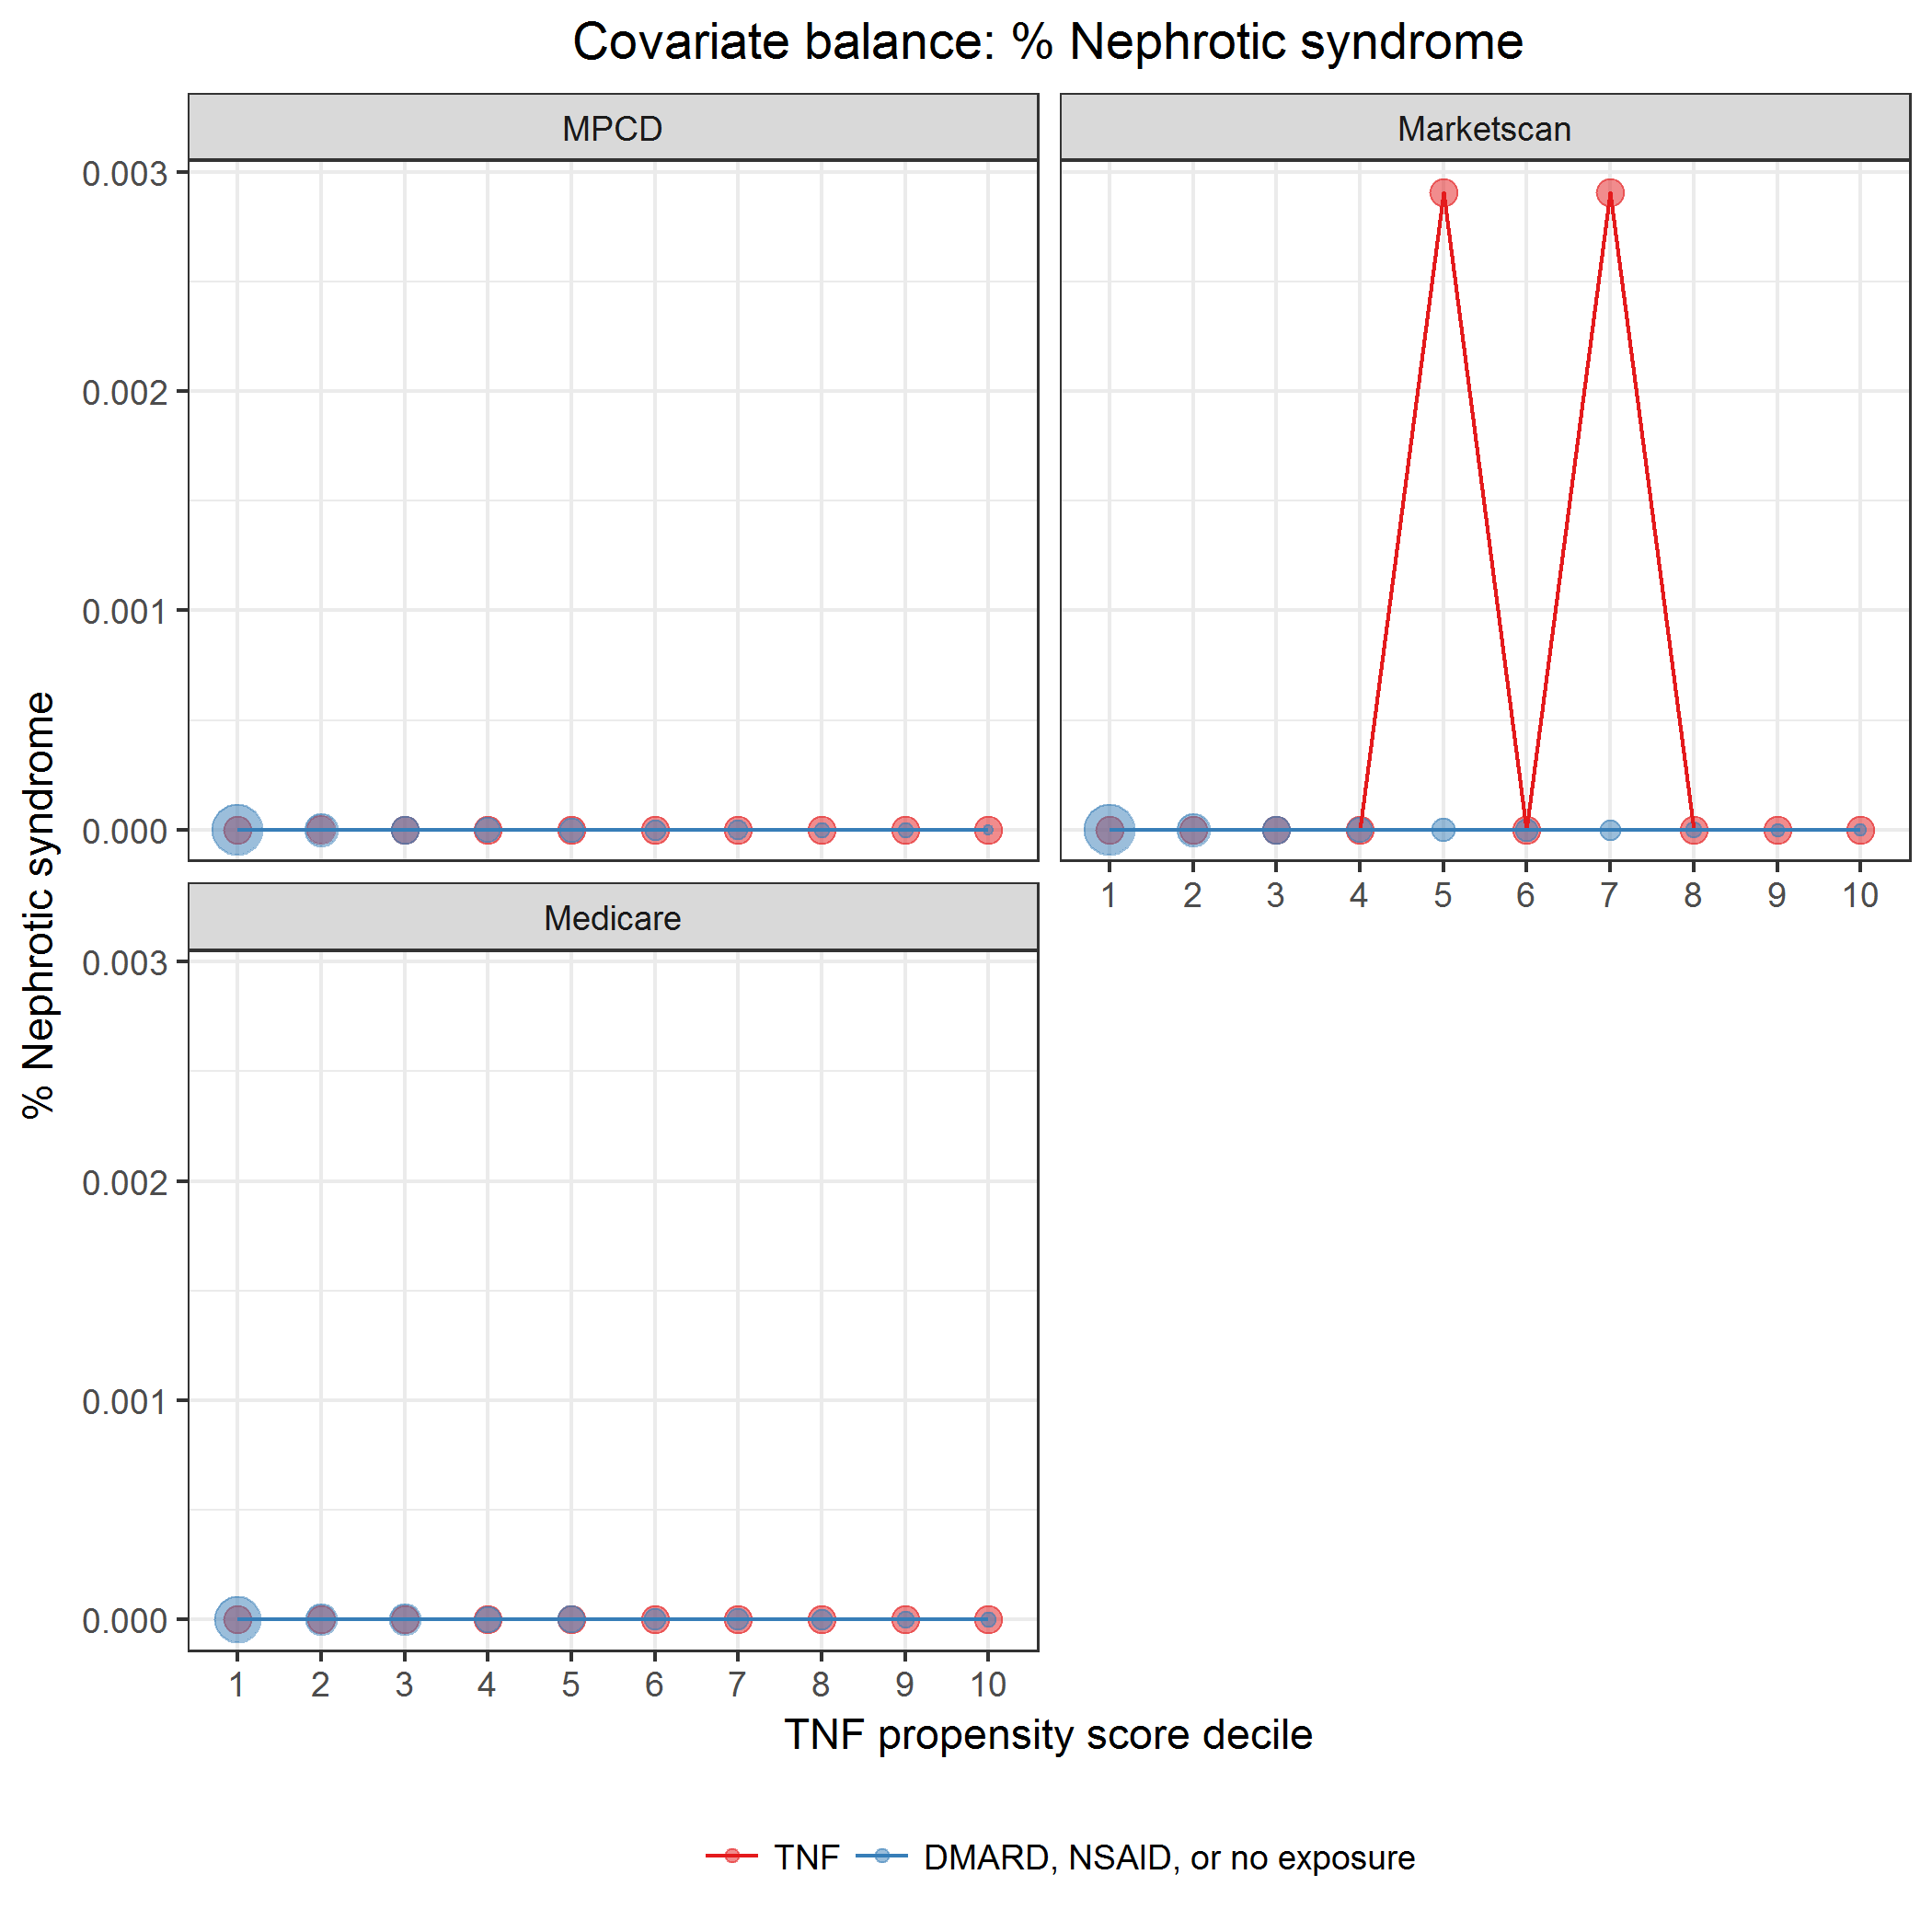 Covariate balance: % Nephrotic syndrome
MPCD
Marketscan
0.003
0.002
0.001
0.000
1 2 3 4 5 6 7 8 9 10
Medicare
0.003
0.002
0.001
0.000
1 2 3 4 5 6 7 8 9 10
% Nephrotic syndrome
TNF propensity score decile
TNF DMARD, NSAID, or no exposure